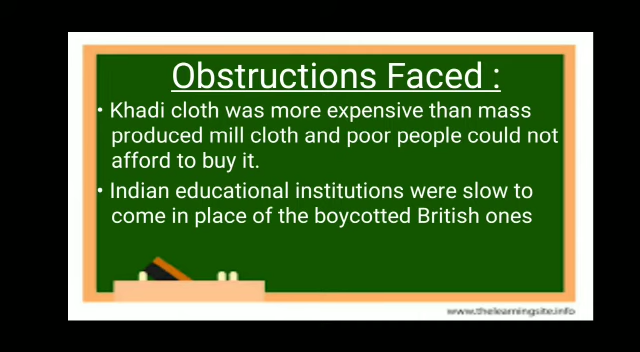 Obstructions Faced :
• Khadi cloth was more expensive than mass
produced mill cloth and poor people could not
afford to buy it.
• Indian educational institutions were slow to
come in place of the boycotted British ones
www.thelearningsite.info